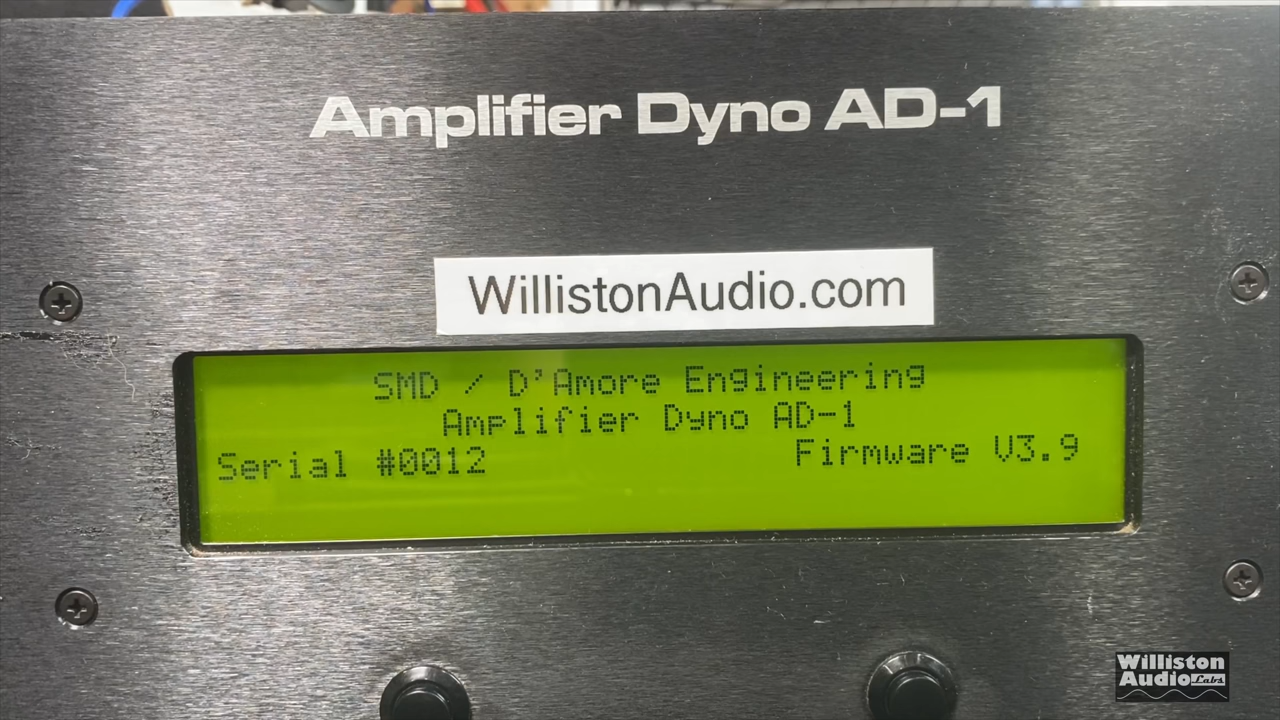 Amplifier Dyno AD-1
WillistonAudio.com
SMD / D'Amore Engineering
Amplifier Dyno AD-1
Serial #0012 Firmware V3.9
Williston
Audio Labs